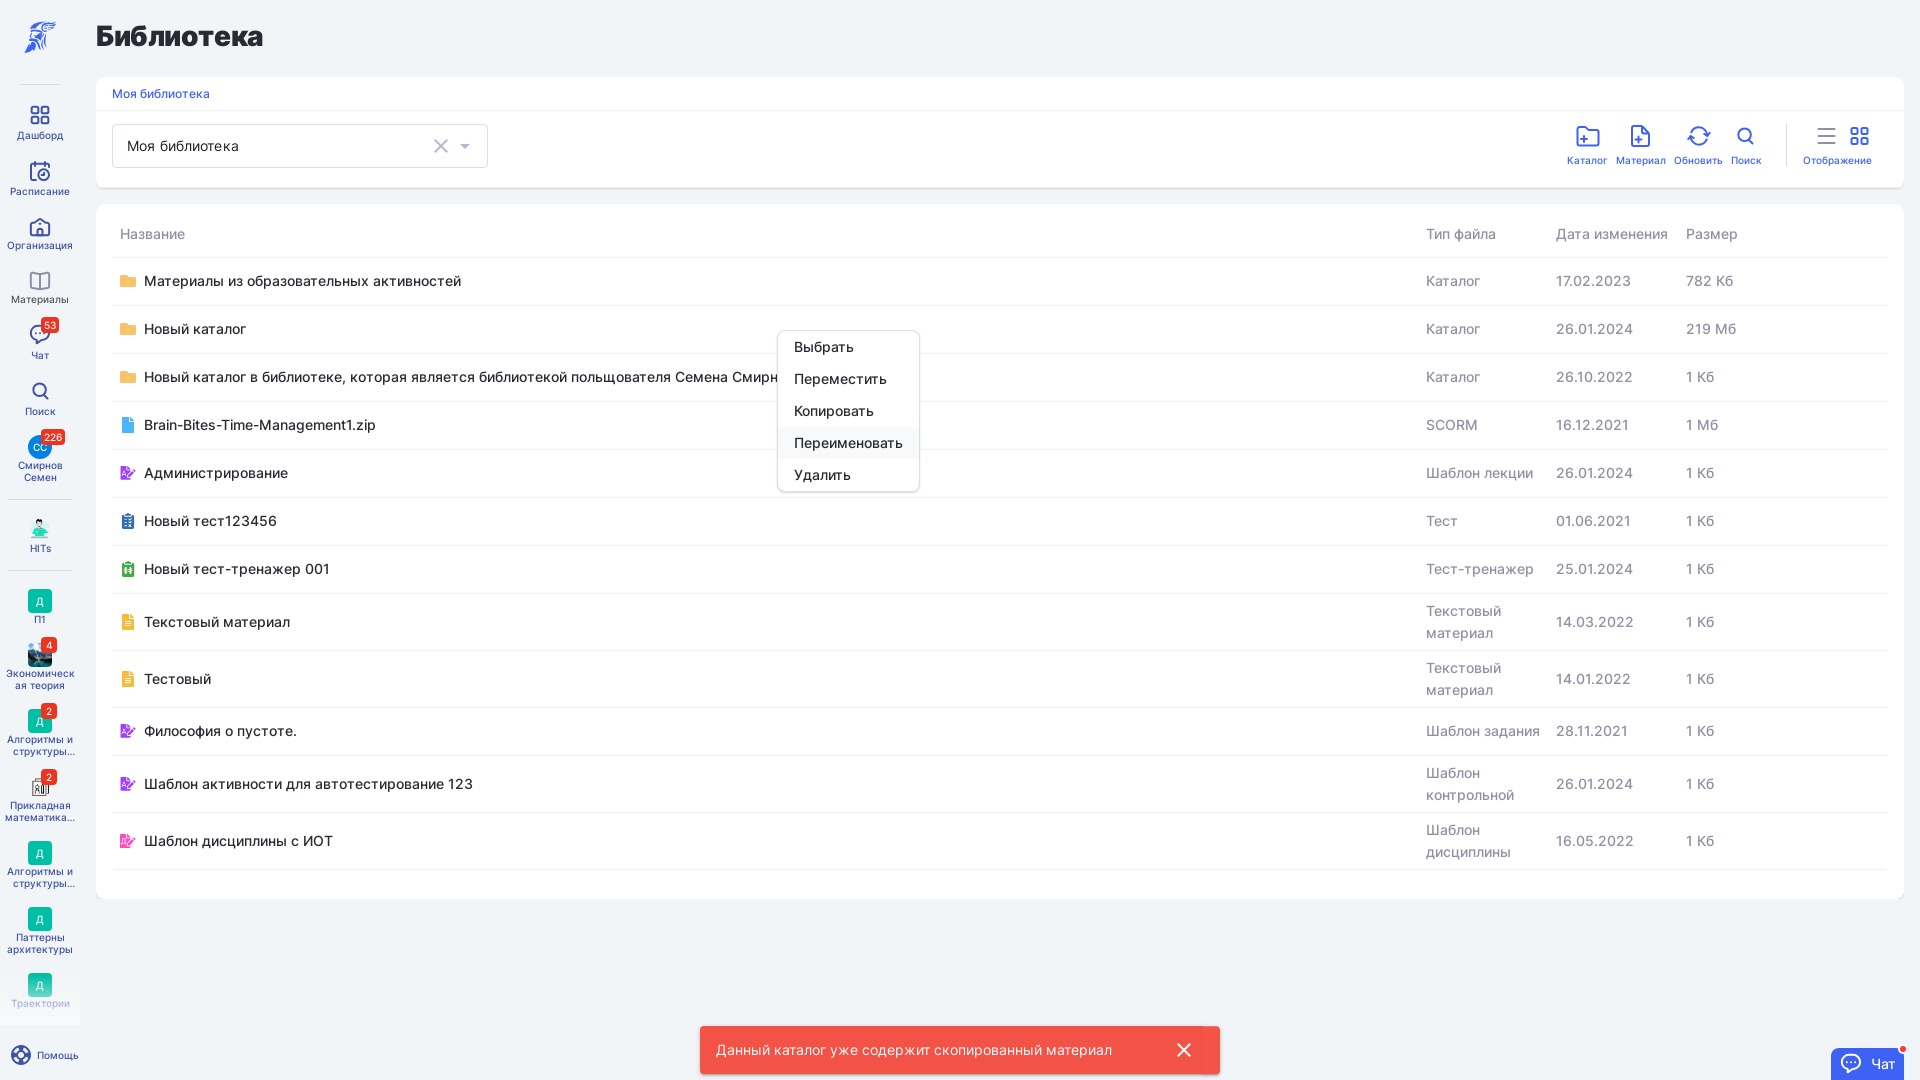 Библиотека
Моя библиотека
Моя библиотека
Каталог
Материал
Обновить
Поиск
Отображение
Дашборд
Расписание
Организация
Материалы
53
Чат
Поиск
СС
226
Смирнов
Семен
HITs
Д
П1
4
Экономическ
ая теория
Д
2
Алгоритмы и
структуры...
2
Прикладная
математика...
Д
Алгоритмы и
структуры...
Д
Паттерны
архитектуры
Д
Траектории
Помощь
Название Тип файла Дата изменения Размер
Материалы из образовательных активностей Каталог 17.02.2023 782 Кб
Новый каталог Каталог 26.01.2024 219 Мб
Новый каталог в библиотеке, которая является библиотекой польщователя Семена Смирн Каталог 26.10.2022 1 Кб
Brain-Bites-Time-Management1.zip SCORM 16.12.2021 1 Мб
Администрирование Шаблон лекции 26.01.2024 1 Кб
Новый тест123456 Тест 01.06.2021 1 Кб
Новый тест-тренажер 001 Тест-тренажер 25.01.2024 1 Кб
Текстовый материал Текстовый
материал 14.03.2022 1 Кб
Тестовый Текстовый
материал 14.01.2022 1 Кб
Философия о пустоте. Шаблон задания 28.11.2021 1 Кб
Шаблон активности для автотестирование 123 Шаблон
контрольной 26.01.2024 1 Кб
Шаблон дисциплины с ИОТ Шаблон
дисциплины 16.05.2022 1 Кб
Выбрать
Переместить
Копировать
Переименовать
Удалить
Данный каталог уже содержит скопированный материал
Чат